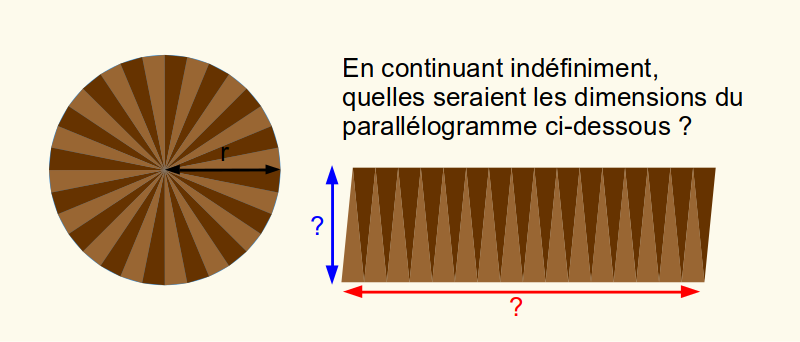 En continuant indéfiniment,
quelles seraient les dimensions du
parallélogramme ci-dessous ?
r
?
?